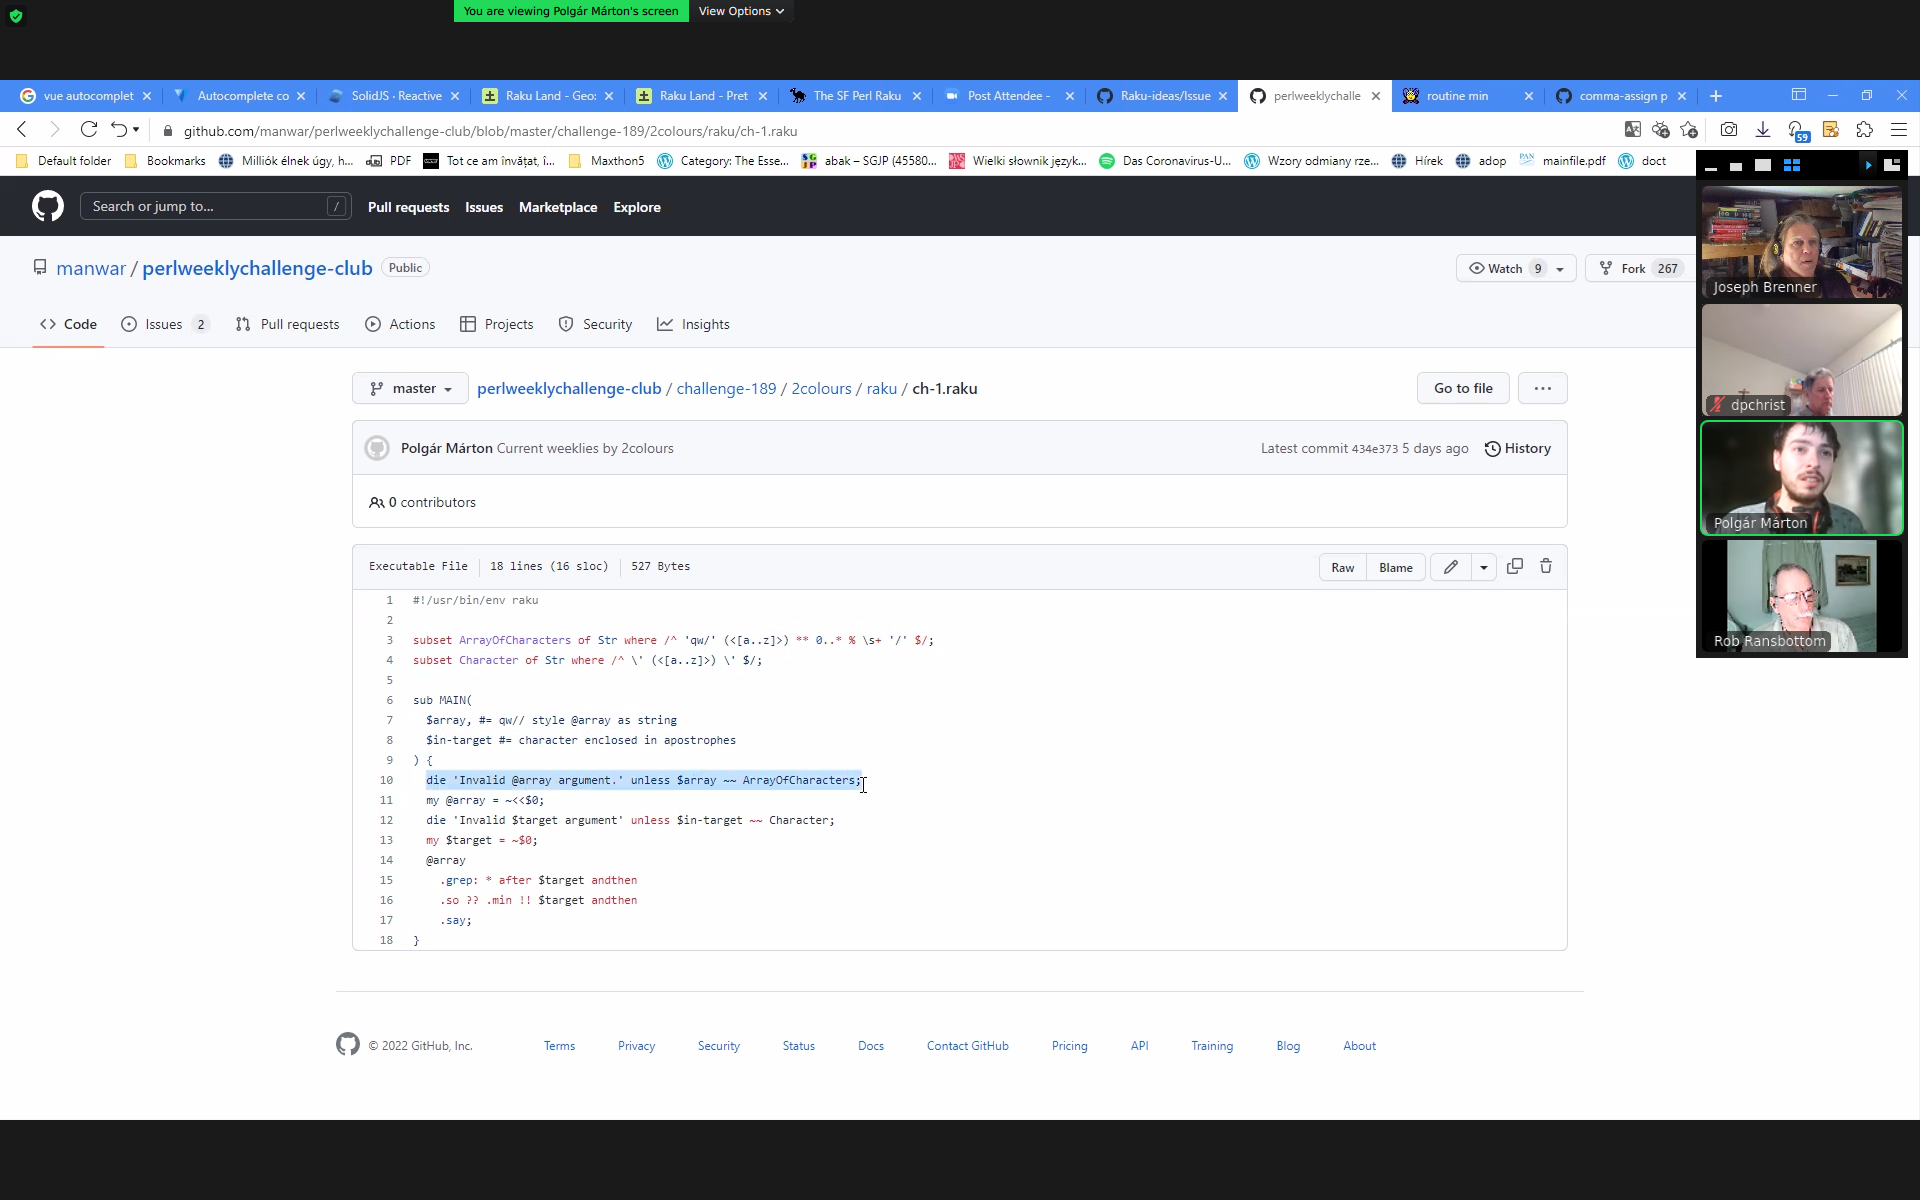 You are viewing Polgár Márton's screen View Options
vue autocomplet
Autocomplete co
SolidJS · Reactive
Raku Land - Geo:
Raku Land - Pret
The SF Perl Raku
Post Attendee -
Raku-ideas/Issue
perlweeklychalle
routine min
comma-assign p
github.com/manwar/perlweeklychallenge-club/blob/master/challenge-189/2colours/raku/ch-1.raku
59
Default folder
Bookmarks
Milliók élnek úgy, h...
PDF
Tot ce am învățat, î...
Maxthon5
Category: The Esse...
abak – SGJP (45580...
Wielki słownik język...
Das Coronavirus-U...
Wzory odmiany rze...
Hírek
adop
mainfile.pdf
doct
Search or jump to... /
Pull requests Issues Marketplace Explore
manwar / perlweeklychallenge-club Public
Watch 9
Fork 267
Code
Issues 2
Pull requests
Actions
Projects
Security
Insights
master perlweeklychallenge-club / challenge-189 / 2colours / raku / ch-1.raku
Go to file ...
Polgár Márton Current weeklies by 2colours
Latest commit 434e373 5 days ago History
0 contributors
Executable File 18 lines (16 sloc) 527 Bytes
Raw Blame
1 #!/usr/bin/env raku
2
3 subset ArrayOfCharacters of Str where /^ 'qw/' (<[a..z]>) ** 0..* % \s+ '/' $/;
4 subset Character of Str where /^ \' (<[a..z]>) \' $/;
5
6 sub MAIN(
7 $array, #= qw// style @array as string
8 $in-target #= character enclosed in apostrophes
9 ) {
10 die 'Invalid @array argument.' unless $array ~~ ArrayOfCharacters;
11 my @array = ~<<$0;
12 die 'Invalid $target argument' unless $in-target ~~ Character;
13 my $target = ~$0;
14 @array
15 .grep: * after $target andthen
16 .so ?? .min !! $target andthen
17 .say;
18 }
© 2022 GitHub, Inc.
Terms
Privacy
Security
Status
Docs
Contact GitHub
Pricing
API
Training
Blog
About
Joseph Brenner
dpchrist
Polgár Márton
Rob Ransbottom